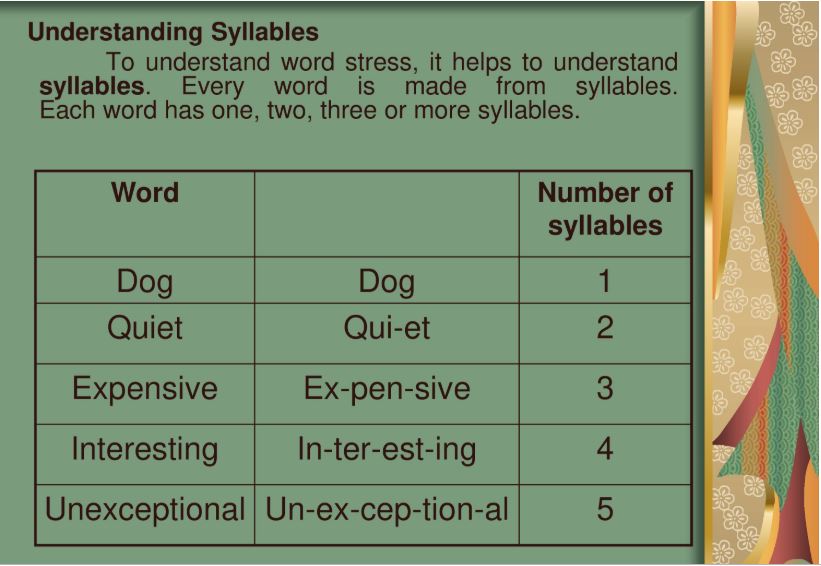 Understanding Syllables
To understand word stress, it helps to understand
syllables. Every word is made from syllables.
Each word has one, two, three or more syllables.
Word Number of
syllables
Dog Dog 1
Quiet Qui-et 2
Expensive Ex-pen-sive 3
Interesting In-ter-est-ing 4
Unexceptional Un-ex-cep-tion-al 5